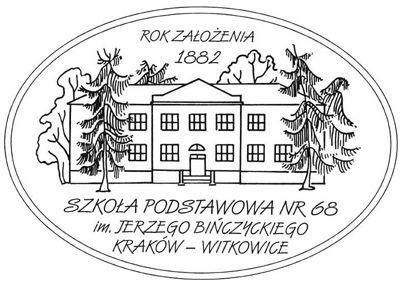 ROK ZAŁOŻENIA
1882
SZKOŁA PODSTAWOWA NR 68
im. JERZEGO BIŃCZYCKIEGO
KRAKÓW – WITKOWICE